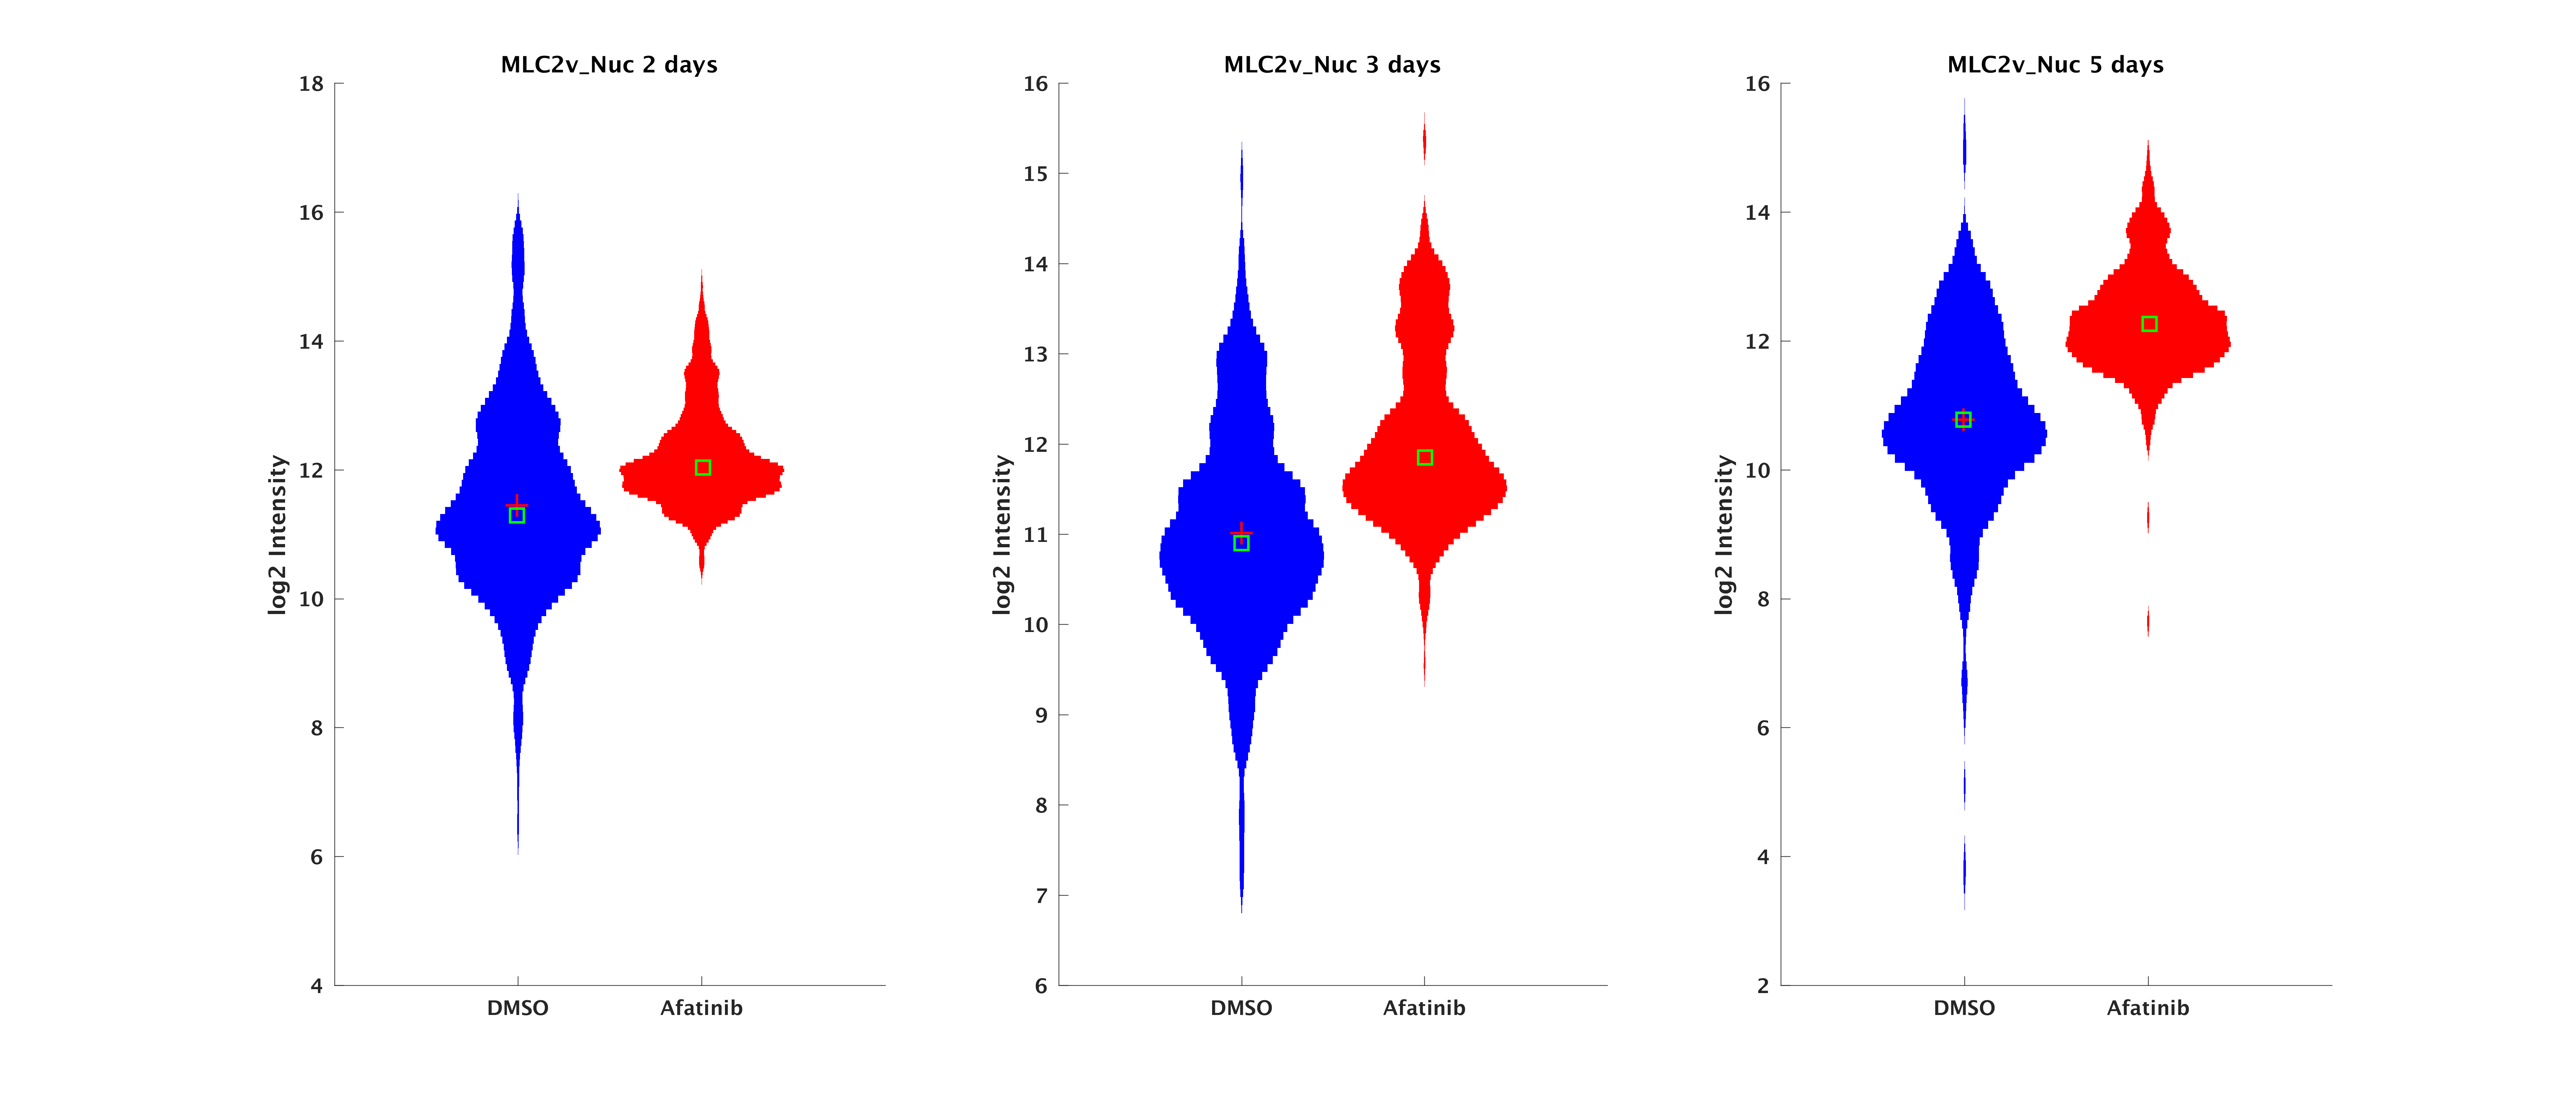 MLC2v_Nuc 2 days
log2 Intensity
18
16
14
12
10
8
6
4
DMSO
Afatinib
MLC2v_Nuc 3 days
log2 Intensity
16
15
14
13
12
11
10
9
8
7
6
DMSO
Afatinib
MLC2v_Nuc 5 days
log2 Intensity
16
14
12
10
8
6
4
2
DMSO
Afatinib